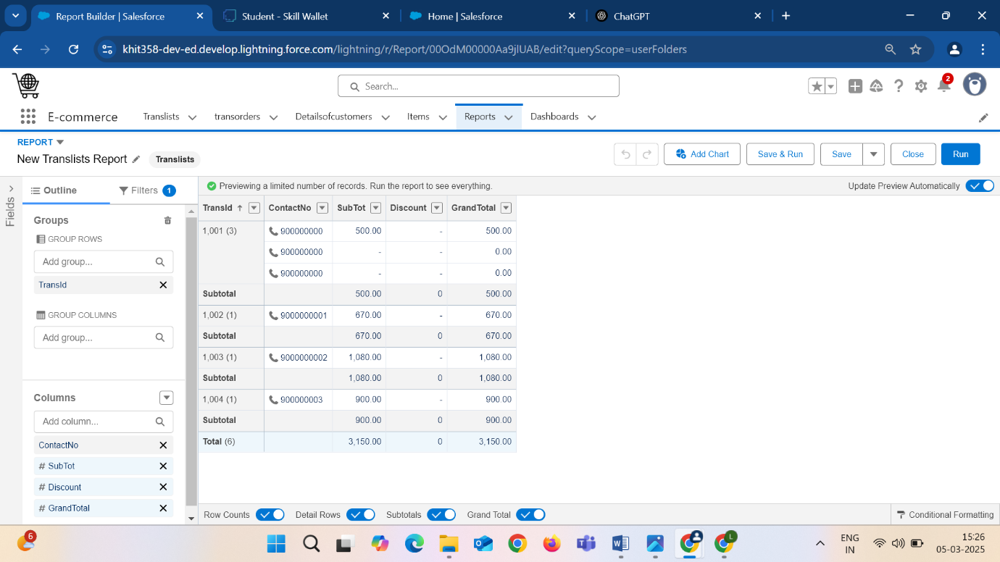 Report Builder | Salesforce
Student - Skill Wallet
Home | Salesforce
ChatGPT
khit358-dev-ed.develop.lightning.force.com/lightning/r/Report/00OdM00000Aa9jlUAB/edit?queryScope=userFolders
Search...
2
E-commerce
Translists
transorders
Detailsofcustomers
Items
Reports
Dashboards
REPORT
New Translists Report
Translists
Add Chart
Save & Run
Save
Close
Run
Fields
Outline
Filters 1
Previewing a limited number of records. Run the report to see everything.
Update Preview Automatically
Groups
GROUP ROWS
Add group...
TransId
GROUP COLUMNS
Add group...
Columns
Add column...
ContactNo
# SubTot
# Discount
# GrandTotal
TransId ↑ ContactNo SubTot Discount GrandTotal
1,001 (3) 900000000 500.00 - 500.00
900000000 - - 0.00
900000000 - - 0.00
Subtotal 500.00 0 500.00
1,002 (1) 9000000001 670.00 - 670.00
Subtotal 670.00 0 670.00
1,003 (1) 9000000002 1,080.00 - 1,080.00
Subtotal 1,080.00 0 1,080.00
1,004 (1) 900000003 900.00 - 900.00
Subtotal 900.00 0 900.00
Total (6) 3,150.00 0 3,150.00
Row Counts
Detail Rows
Subtotals
Grand Total
Conditional Formatting
6
L
ENG
IN
15:26
05-03-2025